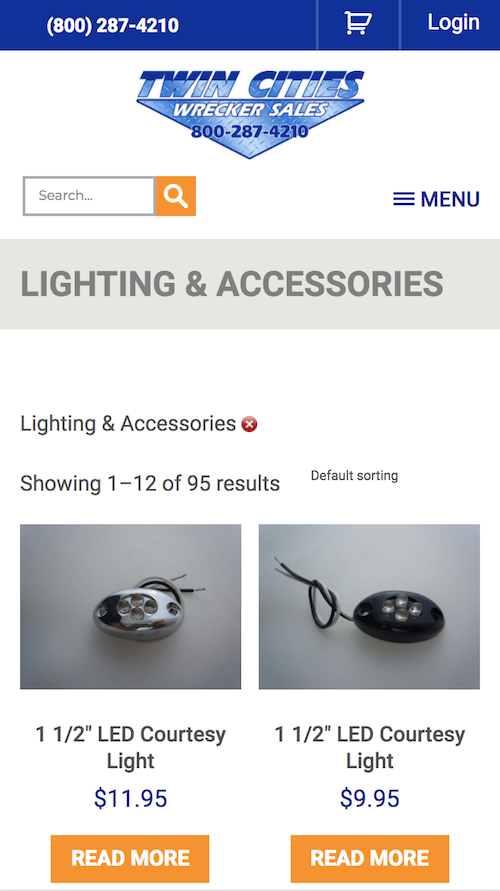 (800) 287-4210
Login
TWIN CITIES
WRECKER SALES
800-287-4210
Search...
MENU
LIGHTING & ACCESSORIES
Lighting & Accessories
Showing 1–12 of 95 results
Default sorting
1 1/2" LED Courtesy
Light
$11.95
READ MORE
1 1/2" LED Courtesy
Light
$9.95
READ MORE